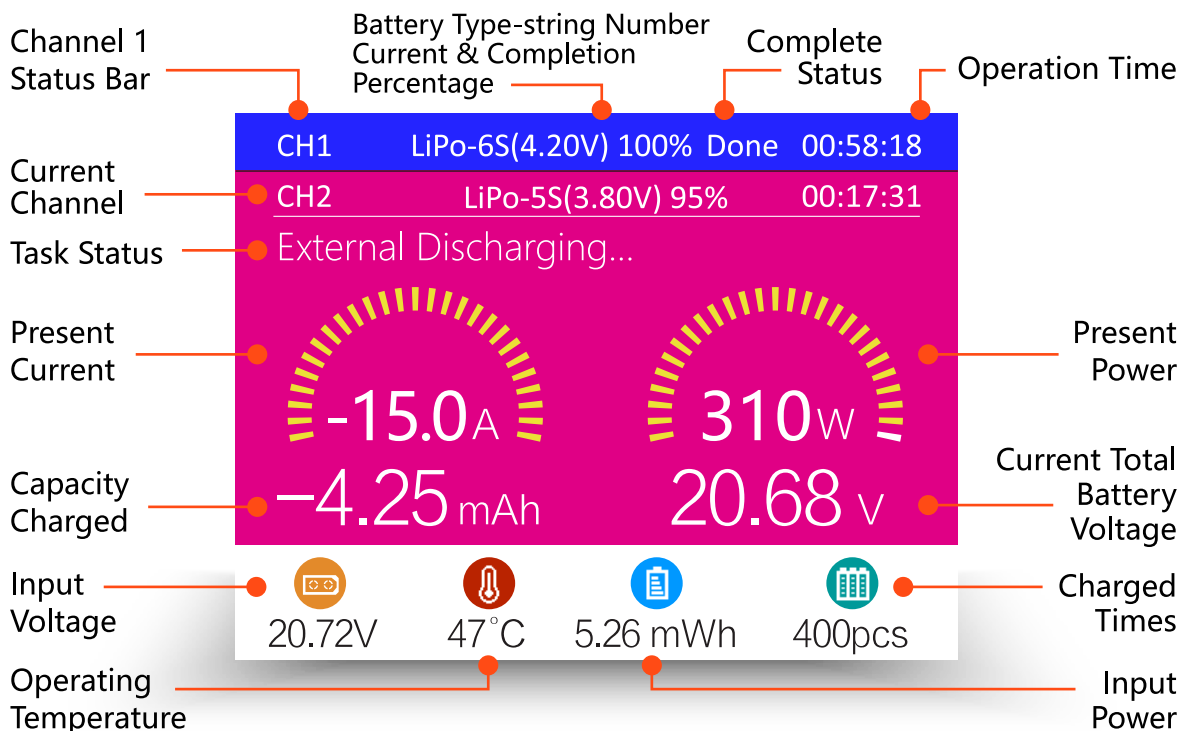 Channel 1
Status Bar
Battery Type-string Number
Current & Completion
Percentage
Complete
Status
Operation Time
CH1 LiPo-6S(4.20V) 100% Done 00:58:18
Current
Channel
CH2 LiPo-5S(3.80V) 95% 00:17:31
Task Status
External Discharging...
Present
Current
-15.0A
310W
Present
Power
Capacity
Charged
−4.25 mAh
20.68 V
Current Total
Battery
Voltage
Input
Voltage
20.72V
47°C
5.26 mWh
400pcs
Charged
Times
Operating
Temperature
Input
Power